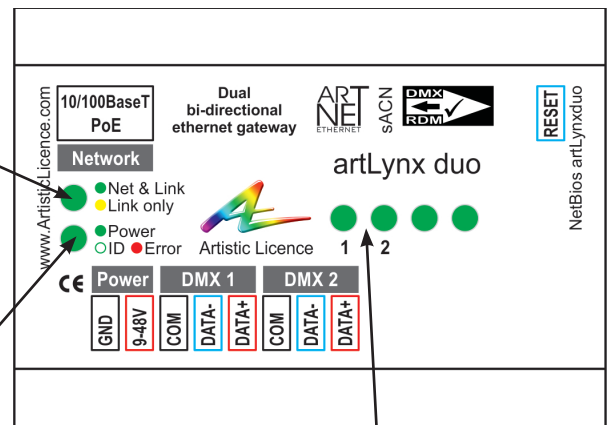 www.ArtisticLicence.com
10/100BaseT
PoE
Network
Dual
bi-directional
ethernet gateway
ART
NET
ETHERNET
sACN
DMX
RDM
RESET
NetBios artLynxduo
artLynx duo
Net & Link
Link only
Power
ID Error
Artistic Licence
1 2
CE Power DMX 1 DMX 2
GND 9-48V COM DATA- DATA+ COM DATA- DATA+